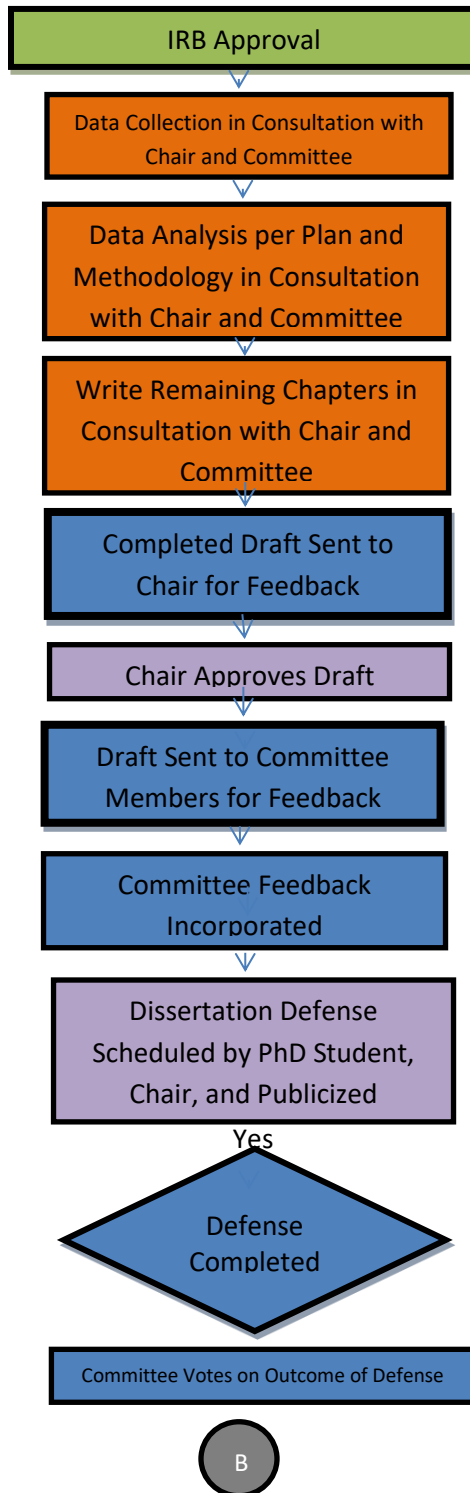 IRB Approval
Data Collection in Consultation with
Chair and Committee
Data Analysis per Plan and
Methodology in Consultation
with Chair and Committee
Write Remaining Chapters in
Consultation with Chair and
Committee
Completed Draft Sent to
Chair for Feedback
Chair Approves Draft
Draft Sent to Committee
Members for Feedback
Committee Feedback
Incorporated
Dissertation Defense
Scheduled by PhD Student,
Chair, and Publicized
Yes
Defense
Completed
Committee Votes on Outcome of Defense
B